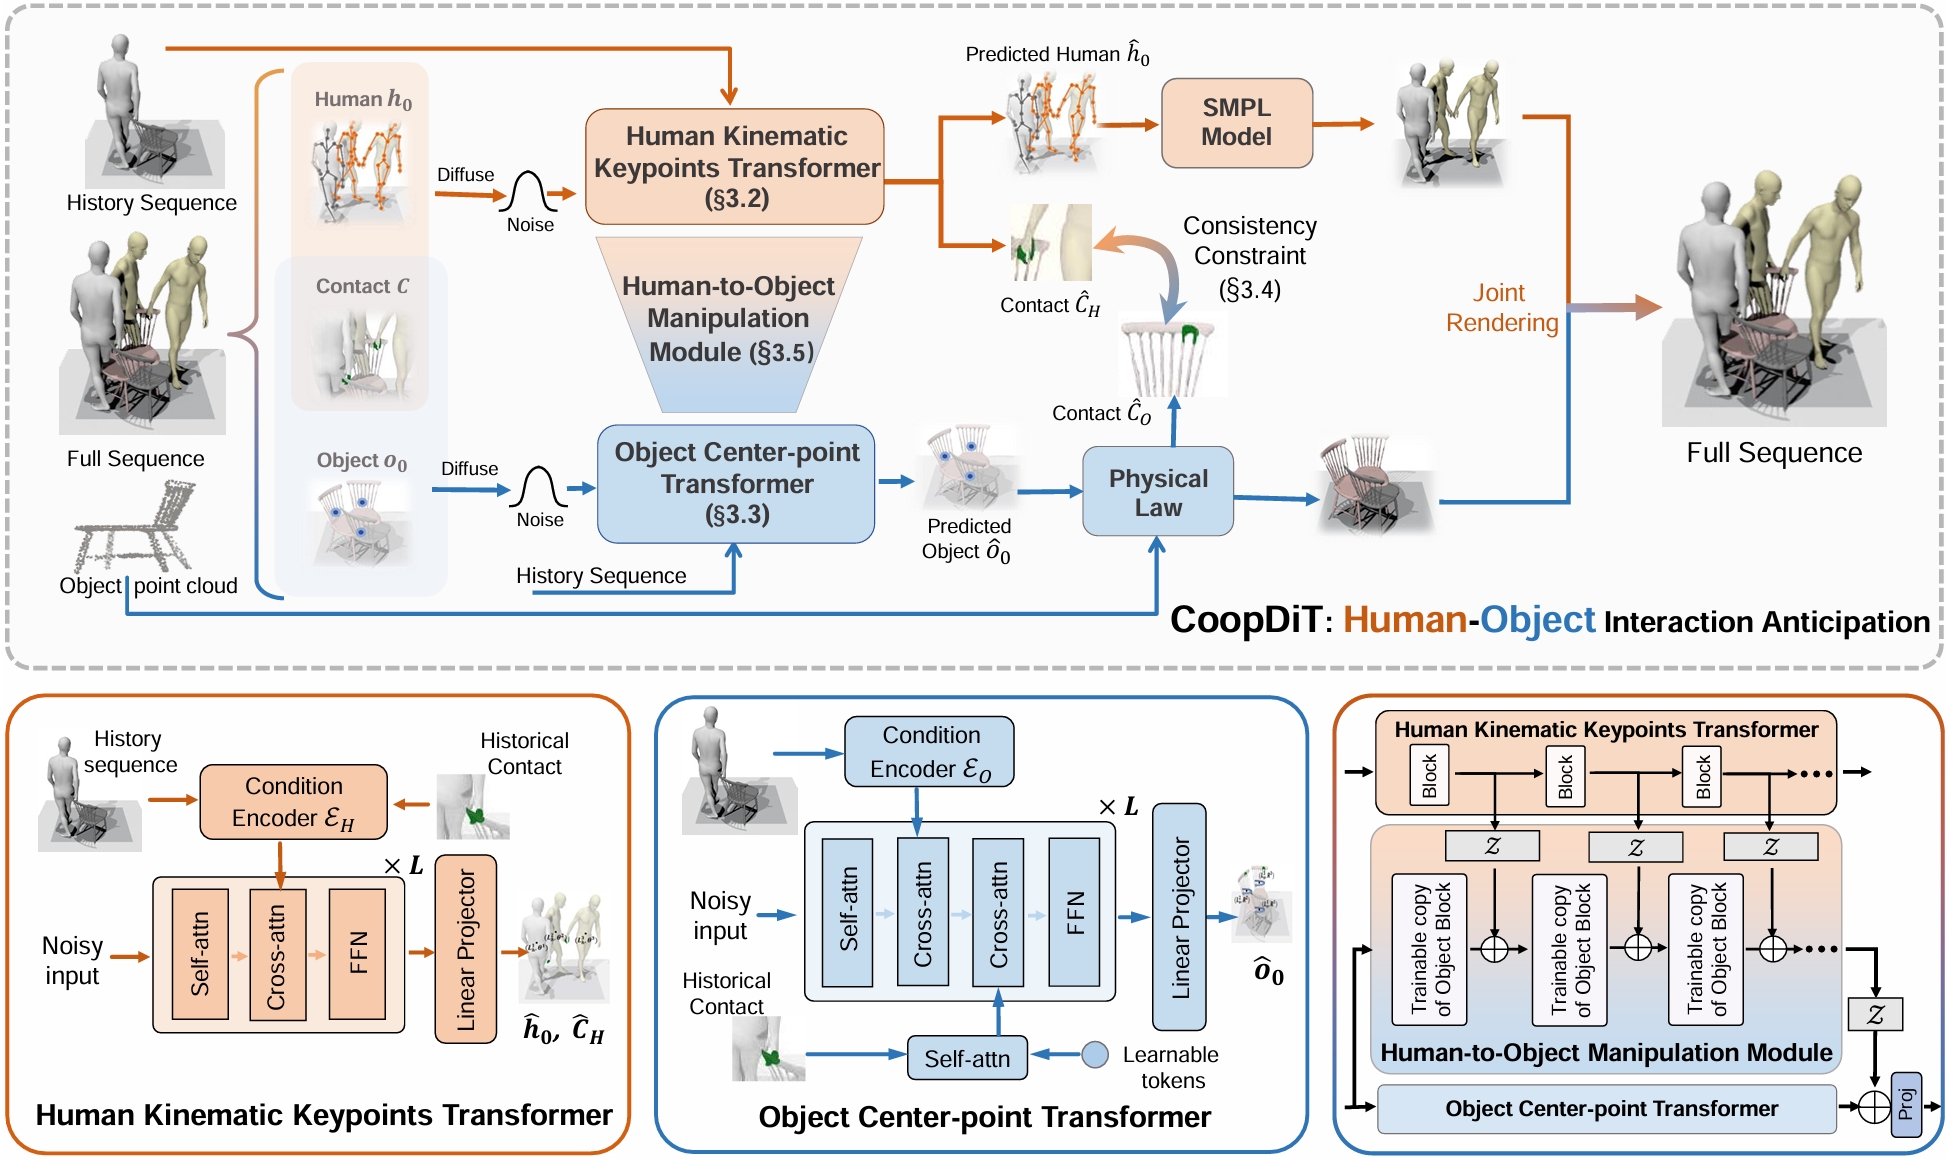 History Sequence
Full Sequence
Object point cloud
Human h₀
Contact C
Object o₀
Diffuse
Noise
Diffuse
Noise
Human Kinematic
Keypoints Transformer
(§3.2)
Human-to-Object
Manipulation
Module (§3.5)
Object Center-point
Transformer
(§3.3)
History Sequence
Predicted Human ĥ₀
SMPL
Model
Contact Ĉ_H
Consistency
Constraint
(§3.4)
Contact Ĉ_O
Predicted
Object ô₀
Physical
Law
Joint
Rendering
Full Sequence
CoopDiT: Human-Object Interaction Anticipation
History
sequence
Historical
Contact
Condition
Encoder ℰ_H
× L
Noisy
input
Self-attn
Cross-attn
FFN
Linear Projector
ĥ₀, Ĉ_H
Human Kinematic Keypoints Transformer
Condition
Encoder ℰ_O
× L
Noisy
input
Self-attn
Cross-attn
Cross-attn
FFN
Linear Projector
ô₀
Historical
Contact
Self-attn
Learnable
tokens
Object Center-point Transformer
Human Kinematic Keypoints Transformer
Block
Block
Block
Z
Z
Z
Trainable copy
of Object Block
Trainable copy
of Object Block
Trainable copy
of Object Block
Z
Human-to-Object Manipulation Module
Object Center-point Transformer
Proj